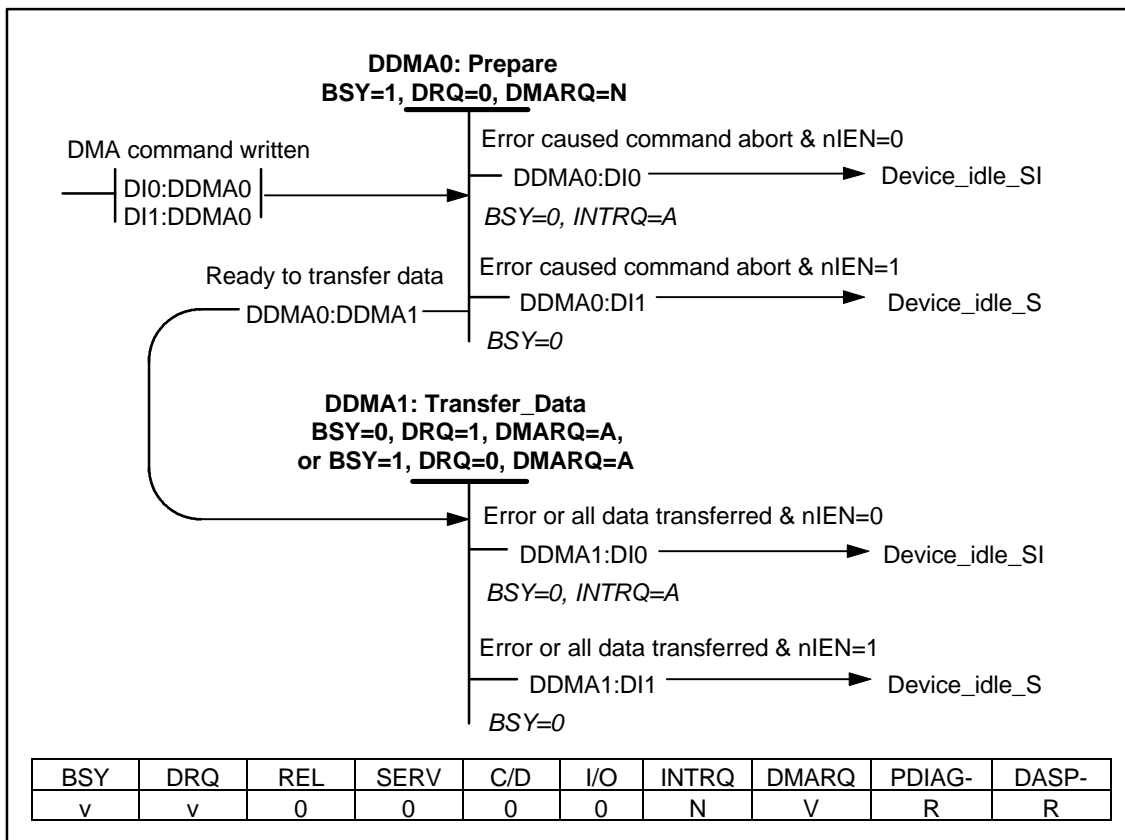 DDMA0: Prepare
BSY=1, DRQ=0, DMARQ=N
Error caused command abort & nIEN=0
DMA command written
DDMA0:DI0
Device_idle_SI
DI0:DDMA0
DI1:DDMA0
BSY=0, INTRQ=A
Error caused command abort & nIEN=1
Ready to transfer data
DDMA0:DI1
Device_idle_S
DDMA0:DDMA1
BSY=0
DDMA1: Transfer_Data
BSY=0, DRQ=1, DMARQ=A,
or BSY=1, DRQ=0, DMARQ=A
Error or all data transferred & nIEN=0
DDMA1:DI0
Device_idle_SI
BSY=0, INTRQ=A
Error or all data transferred & nIEN=1
DDMA1:DI1
Device_idle_S
BSY=0
BSY DRQ REL SERV C/D I/O INTRQ DMARQ PDIAG- DASP-
v v 0 0 0 0 N V R R